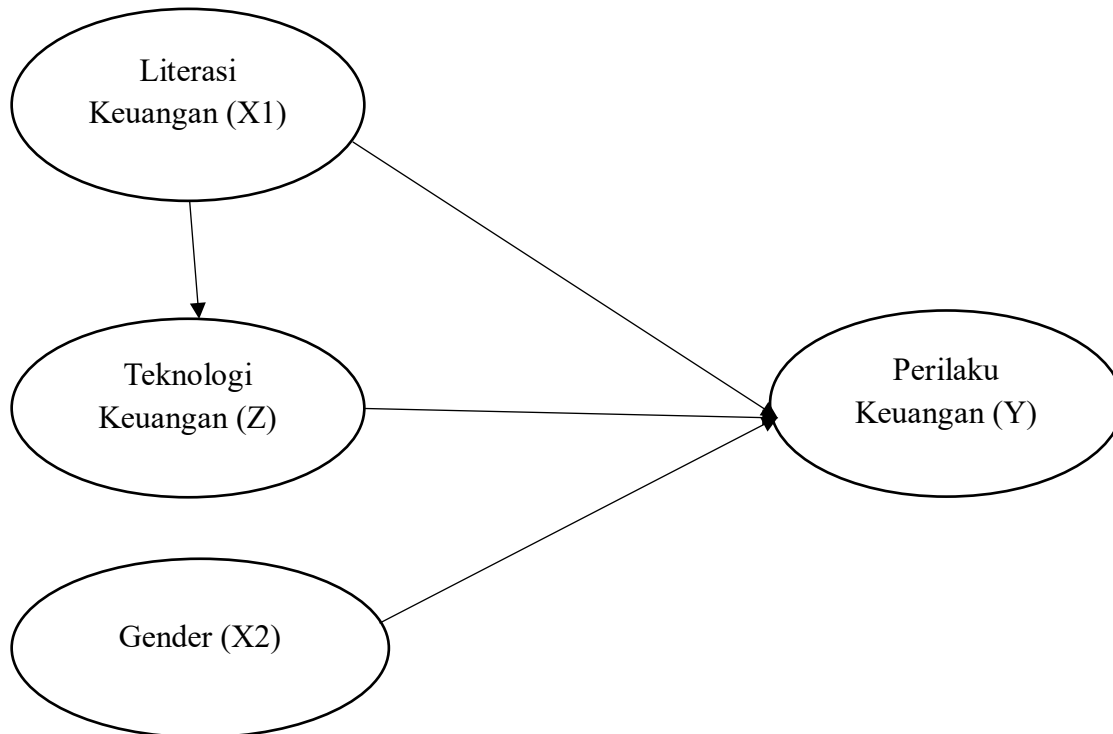 Literasi
Keuangan (X1)
Teknologi
Keuangan (Z)
Perilaku
Keuangan (Y)
Gender (X2)